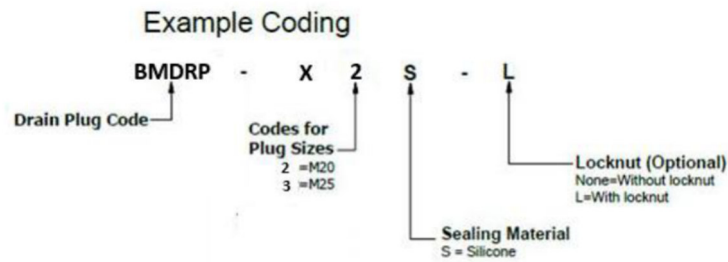 Example Coding
BMDRP - X 2 S - L
Drain Plug Code
Codes for
Plug Sizes
2 =M20
3 =M25
Locknut (Optional)
None=Without locknut
L=With locknut
Sealing Material
S = Silicone